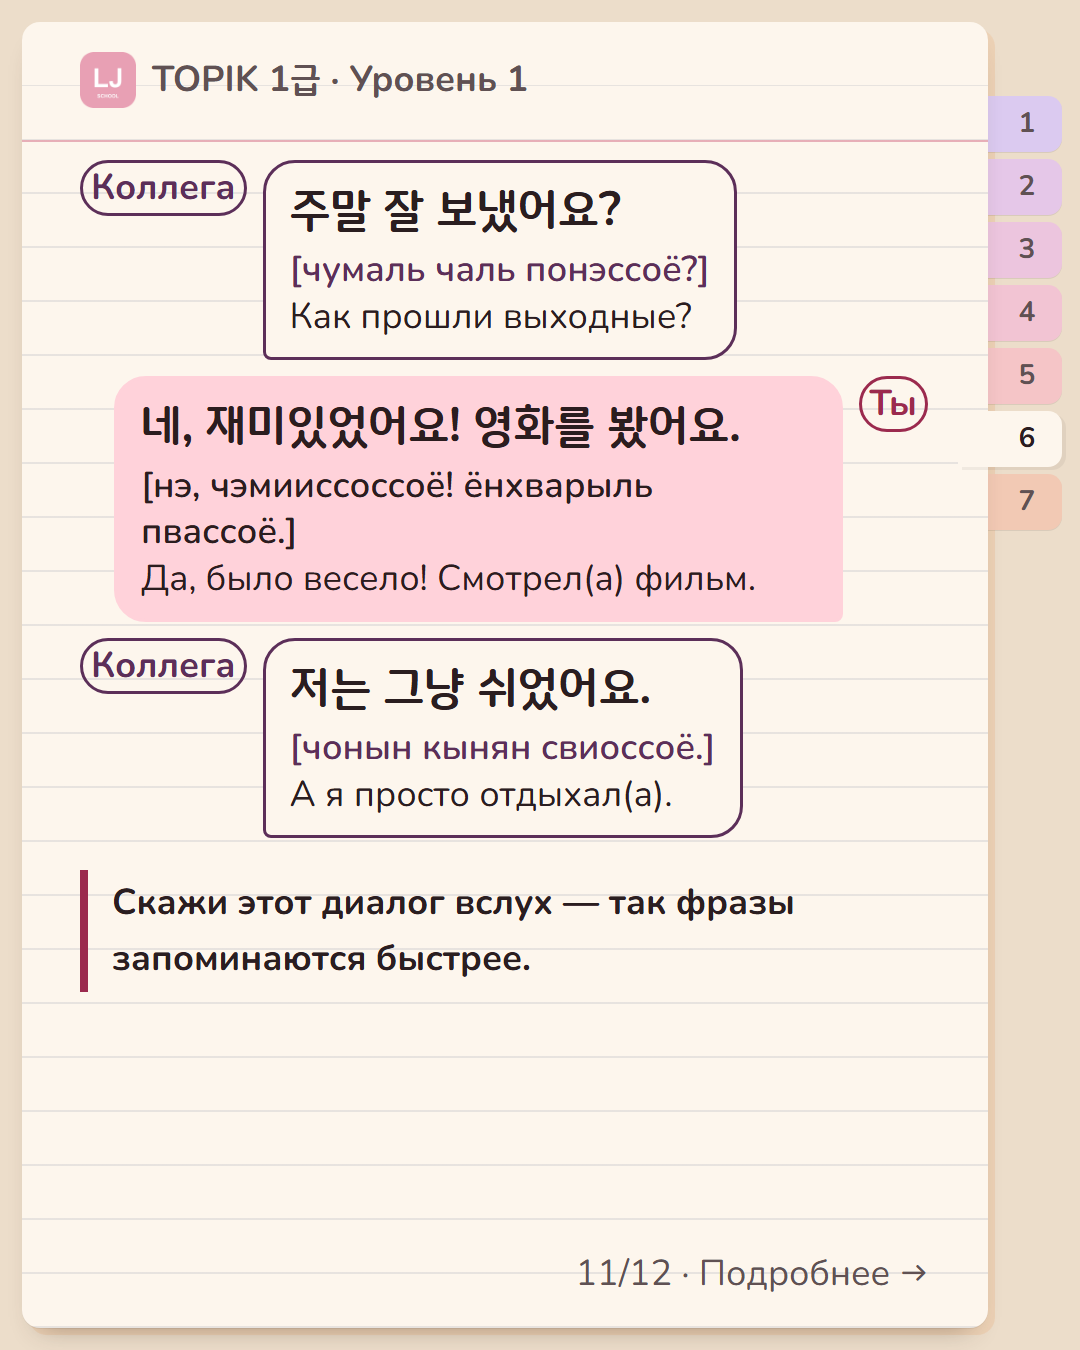 LJ
SCHOOL
TOPIK 1급 · Уровень 1
1
2
3
4
5
6
7
Коллега
주말 잘 보냈어요?
[чумаль чаль понэссоё?]
Как прошли выходные?
Ты
네, 재미있었어요! 영화를 봤어요.
[нэ, чэмииссоссоё! ёнхварыль
пвассоё.]
Да, было весело! Смотрел(а) фильм.
Коллега
저는 그냥 쉬었어요.
[чонын кынян свиоссоё.]
А я просто отдыхал(а).
Скажи этот диалог вслух — так фразы
запоминаются быстрее.
11/12 · Подробнее →